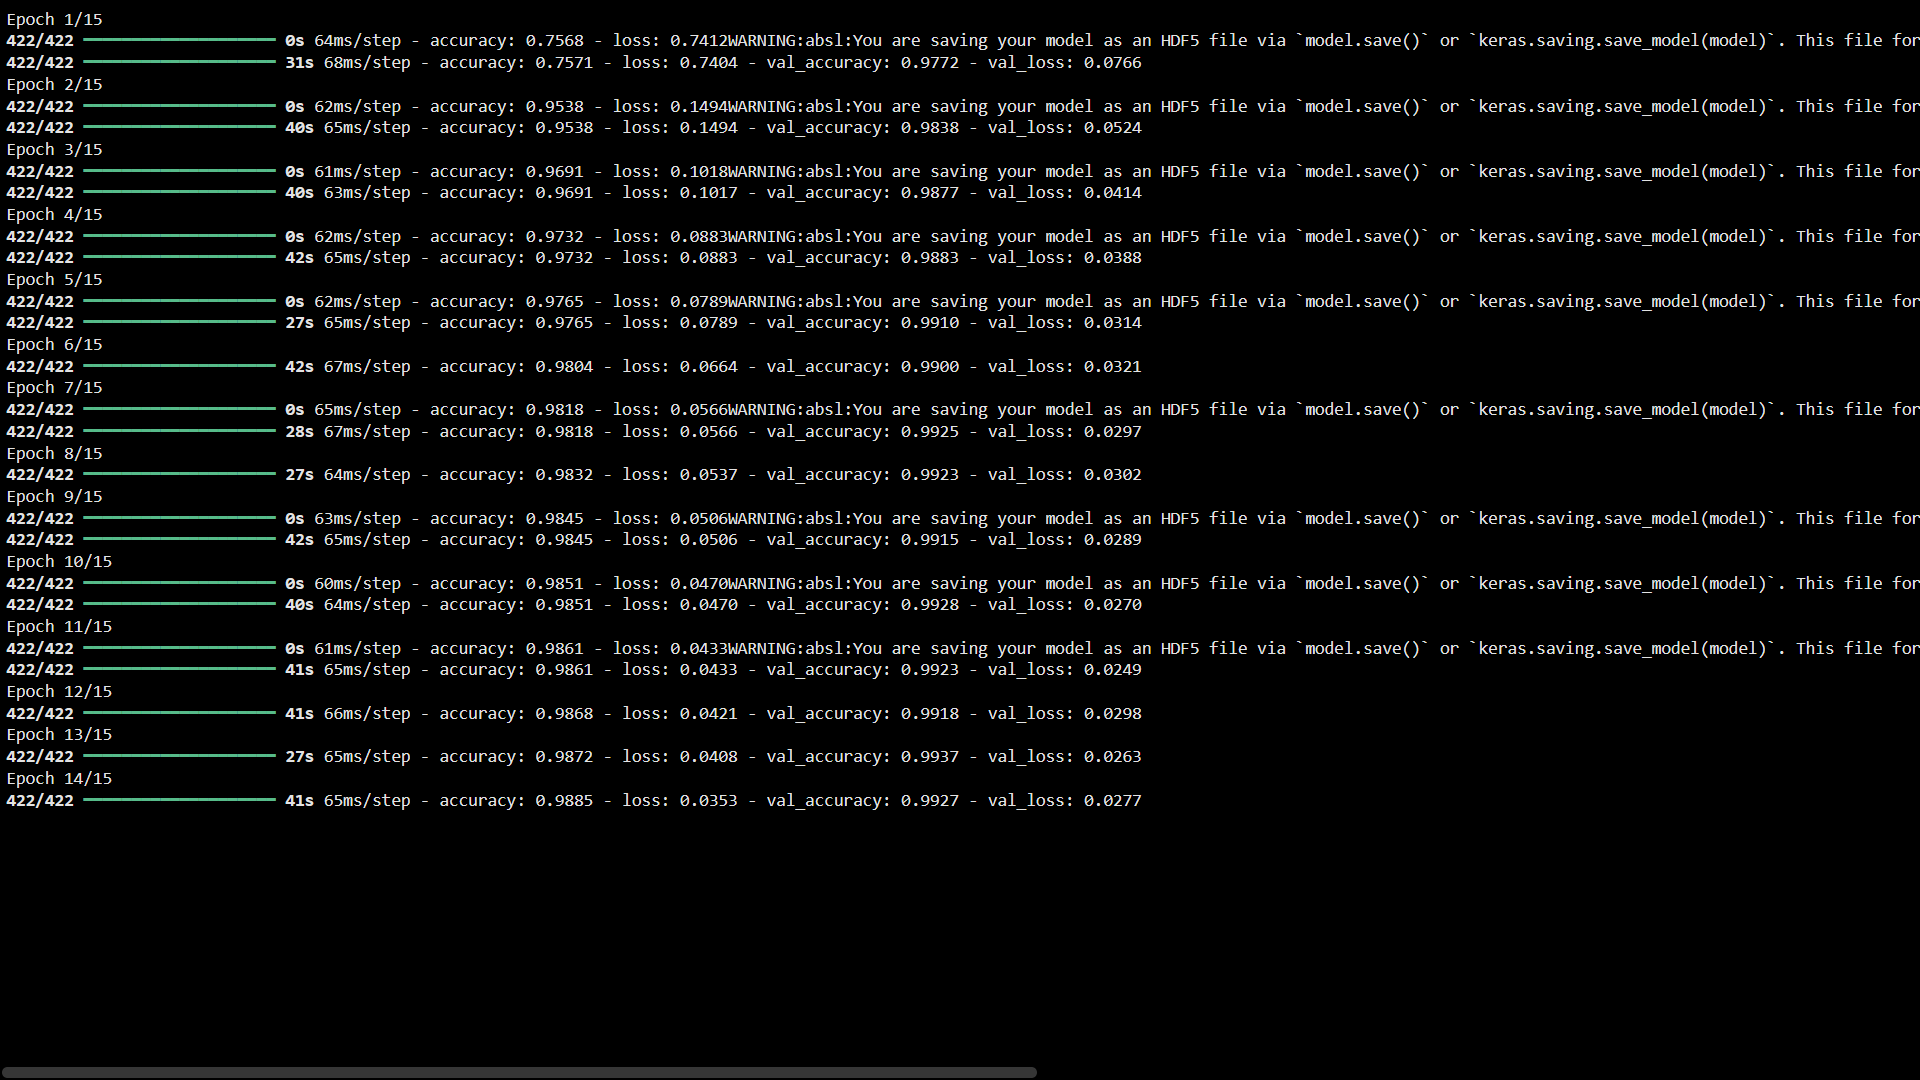 Epoch 1/15
422/422 ━━━━━━━━━━━━━━━━━━━━ 0s 64ms/step - accuracy: 0.7568 - loss: 0.7412WARNING:absl:You are saving your model as an HDF5 file via `model.save()` or `keras.saving.save_model(model)`. This file for
422/422 ━━━━━━━━━━━━━━━━━━━━ 31s 68ms/step - accuracy: 0.7571 - loss: 0.7404 - val_accuracy: 0.9772 - val_loss: 0.0766
Epoch 2/15
422/422 ━━━━━━━━━━━━━━━━━━━━ 0s 62ms/step - accuracy: 0.9538 - loss: 0.1494WARNING:absl:You are saving your model as an HDF5 file via `model.save()` or `keras.saving.save_model(model)`. This file for
422/422 ━━━━━━━━━━━━━━━━━━━━ 40s 65ms/step - accuracy: 0.9538 - loss: 0.1494 - val_accuracy: 0.9838 - val_loss: 0.0524
Epoch 3/15
422/422 ━━━━━━━━━━━━━━━━━━━━ 0s 61ms/step - accuracy: 0.9691 - loss: 0.1018WARNING:absl:You are saving your model as an HDF5 file via `model.save()` or `keras.saving.save_model(model)`. This file for
422/422 ━━━━━━━━━━━━━━━━━━━━ 40s 63ms/step - accuracy: 0.9691 - loss: 0.1017 - val_accuracy: 0.9877 - val_loss: 0.0414
Epoch 4/15
422/422 ━━━━━━━━━━━━━━━━━━━━ 0s 62ms/step - accuracy: 0.9732 - loss: 0.0883WARNING:absl:You are saving your model as an HDF5 file via `model.save()` or `keras.saving.save_model(model)`. This file for
422/422 ━━━━━━━━━━━━━━━━━━━━ 42s 65ms/step - accuracy: 0.9732 - loss: 0.0883 - val_accuracy: 0.9883 - val_loss: 0.0388
Epoch 5/15
422/422 ━━━━━━━━━━━━━━━━━━━━ 0s 62ms/step - accuracy: 0.9765 - loss: 0.0789WARNING:absl:You are saving your model as an HDF5 file via `model.save()` or `keras.saving.save_model(model)`. This file for
422/422 ━━━━━━━━━━━━━━━━━━━━ 27s 65ms/step - accuracy: 0.9765 - loss: 0.0789 - val_accuracy: 0.9910 - val_loss: 0.0314
Epoch 6/15
422/422 ━━━━━━━━━━━━━━━━━━━━ 42s 67ms/step - accuracy: 0.9804 - loss: 0.0664 - val_accuracy: 0.9900 - val_loss: 0.0321
Epoch 7/15
422/422 ━━━━━━━━━━━━━━━━━━━━ 0s 65ms/step - accuracy: 0.9818 - loss: 0.0566WARNING:absl:You are saving your model as an HDF5 file via `model.save()` or `keras.saving.save_model(model)`. This file for
422/422 ━━━━━━━━━━━━━━━━━━━━ 28s 67ms/step - accuracy: 0.9818 - loss: 0.0566 - val_accuracy: 0.9925 - val_loss: 0.0297
Epoch 8/15
422/422 ━━━━━━━━━━━━━━━━━━━━ 27s 64ms/step - accuracy: 0.9832 - loss: 0.0537 - val_accuracy: 0.9923 - val_loss: 0.0302
Epoch 9/15
422/422 ━━━━━━━━━━━━━━━━━━━━ 0s 63ms/step - accuracy: 0.9845 - loss: 0.0506WARNING:absl:You are saving your model as an HDF5 file via `model.save()` or `keras.saving.save_model(model)`. This file for
422/422 ━━━━━━━━━━━━━━━━━━━━ 42s 65ms/step - accuracy: 0.9845 - loss: 0.0506 - val_accuracy: 0.9915 - val_loss: 0.0289
Epoch 10/15
422/422 ━━━━━━━━━━━━━━━━━━━━ 0s 60ms/step - accuracy: 0.9851 - loss: 0.0470WARNING:absl:You are saving your model as an HDF5 file via `model.save()` or `keras.saving.save_model(model)`. This file for
422/422 ━━━━━━━━━━━━━━━━━━━━ 40s 64ms/step - accuracy: 0.9851 - loss: 0.0470 - val_accuracy: 0.9928 - val_loss: 0.0270
Epoch 11/15
422/422 ━━━━━━━━━━━━━━━━━━━━ 0s 61ms/step - accuracy: 0.9861 - loss: 0.0433WARNING:absl:You are saving your model as an HDF5 file via `model.save()` or `keras.saving.save_model(model)`. This file for
422/422 ━━━━━━━━━━━━━━━━━━━━ 41s 65ms/step - accuracy: 0.9861 - loss: 0.0433 - val_accuracy: 0.9923 - val_loss: 0.0249
Epoch 12/15
422/422 ━━━━━━━━━━━━━━━━━━━━ 41s 66ms/step - accuracy: 0.9868 - loss: 0.0421 - val_accuracy: 0.9918 - val_loss: 0.0298
Epoch 13/15
422/422 ━━━━━━━━━━━━━━━━━━━━ 27s 65ms/step - accuracy: 0.9872 - loss: 0.0408 - val_accuracy: 0.9937 - val_loss: 0.0263
Epoch 14/15
422/422 ━━━━━━━━━━━━━━━━━━━━ 41s 65ms/step - accuracy: 0.9885 - loss: 0.0353 - val_accuracy: 0.9927 - val_loss: 0.0277